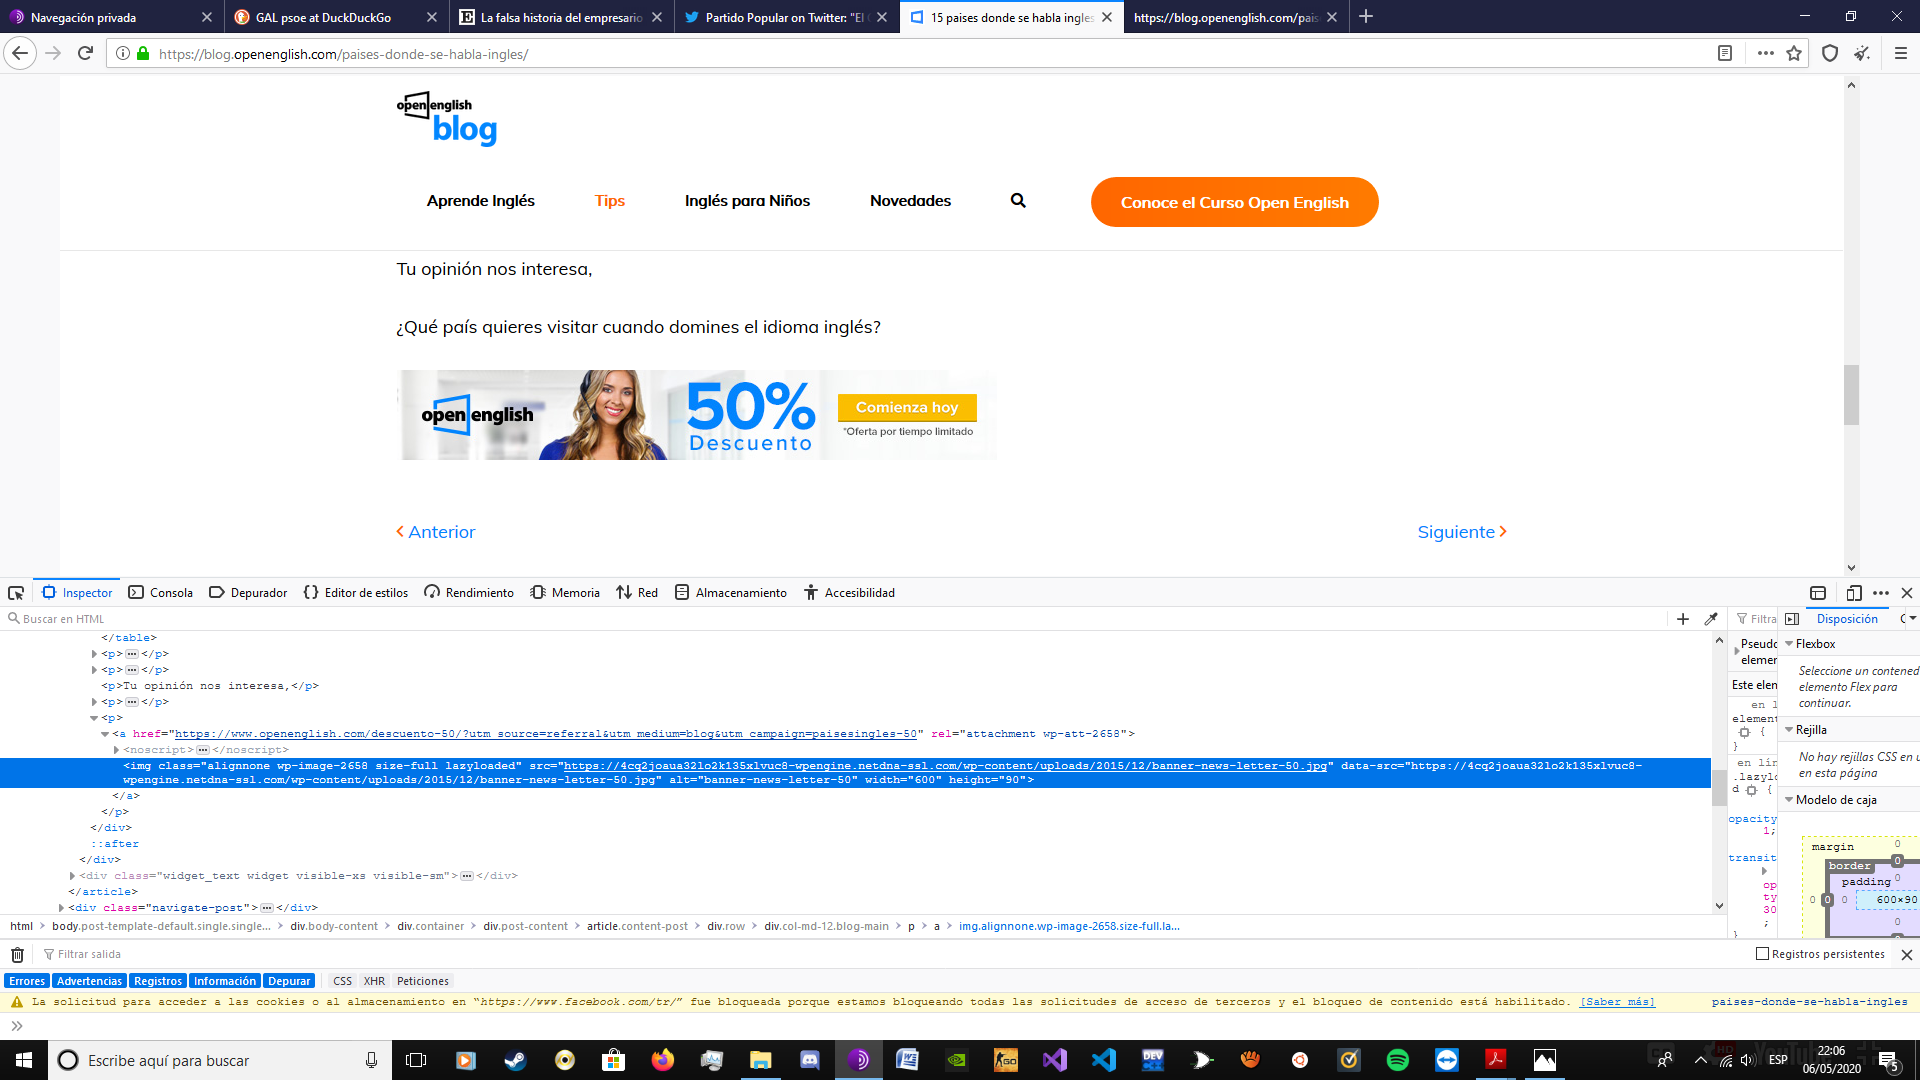 Navegación privada
GAL psoe at DuckDuckGo
La falsa historia del empresario
Partido Popular on Twitter: "El
15 paises donde se habla ingles
https://blog.openenglish.com/pais
https://blog.openenglish.com/paises-donde-se-habla-ingles/
open english
blog
Aprende Inglés
Tips
Inglés para Niños
Novedades
Conoce el Curso Open English
Tu opinión nos interesa,
¿Qué país quieres visitar cuando domines el idioma inglés?
open english
50%
Descuento
Comienza hoy
*Oferta por tiempo limitado
Anterior
Siguiente
Inspector
Consola
Depurador
Editor de estilos
Rendimiento
Memoria
Red
Almacenamiento
Accesibilidad
Buscar en HTML
</table>
<p>…</p>
<p>…</p>
<p>Tu opinión nos interesa,</p>
<p>…</p>
<p>
<a href="https://www.openenglish.com/descuento-50/?utm_source=referral&utm_medium=blog&utm_campaign=paisesingles-50" rel="attachment wp-att-2658">
<noscript>…</noscript>
<img class="alignnone wp-image-2658 size-full lazyloaded" src="https://4cq2joaua32lo2k135xlvuc8-wpengine.netdna-ssl.com/wp-content/uploads/2015/12/banner-news-letter-50.jpg" data-src="https://4cq2joaua32lo2k135xlvuc8-
wpengine.netdna-ssl.com/wp-content/uploads/2015/12/banner-news-letter-50.jpg" alt="banner-news-letter-50" width="600" height="90">
</a>
</p>
</div>
::after
</div>
<div class="widget_text widget visible-xs visible-sm">…</div>
</article>
<div class="navigate-post">…</div>
html > body.post-template-default.single.single... > div.body-content > div.container > div.post-content > article.content-post > div.row > div.col-md-12.blog-main > p > a > img.alignnone.wp-image-2658.size-full.la...
Filtra
Pseudo
elemen
Este elen
en l
element
{
}
en lín
.lazylo
d {
opacity
1;
transit
op
ty
30
;
}
Disposición
Flexbox
Seleccione un contened
elemento Flex para
continuar.
Rejilla
No hay rejillas CSS en u
en esta página
Modelo de caja
margin
0
border
0
padding
0
0
0
0
600×90
0
Filtrar salida
Registros persistentes
Errores
Advertencias
Registros
Información
Depurar
CSS
XHR
Peticiones
La solicitud para acceder a las cookies o al almacenamiento en “https://www.facebook.com/tr/” fue bloqueada porque estamos bloqueando todas las solicitudes de acceso de terceros y el bloqueo de contenido está habilitado. [Saber más]
paises-donde-se-habla-ingles
Escribe aquí para buscar
ESP
22:06
06/05/2020
5